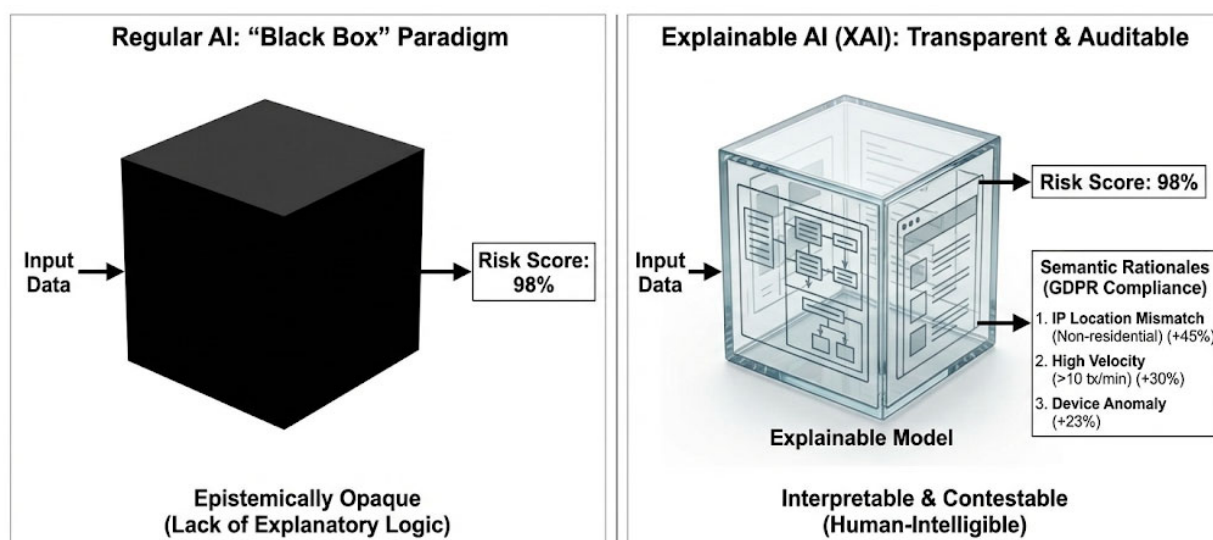 Regular AI: “Black Box” Paradigm
Input
Data
Risk Score:
98%
Epistemically Opaque
(Lack of Explanatory Logic)
Explainable AI (XAI): Transparent & Auditable
Input
Data
Risk Score: 98%
Semantic Rationales
(GDPR Compliance)
1. IP Location Mismatch
(Non-residential) (+45%)
2. High Velocity
(>10 tx/min) (+30%)
3. Device Anomaly
(+23%)
Explainable Model
Interpretable & Contestable
(Human-Intelligible)